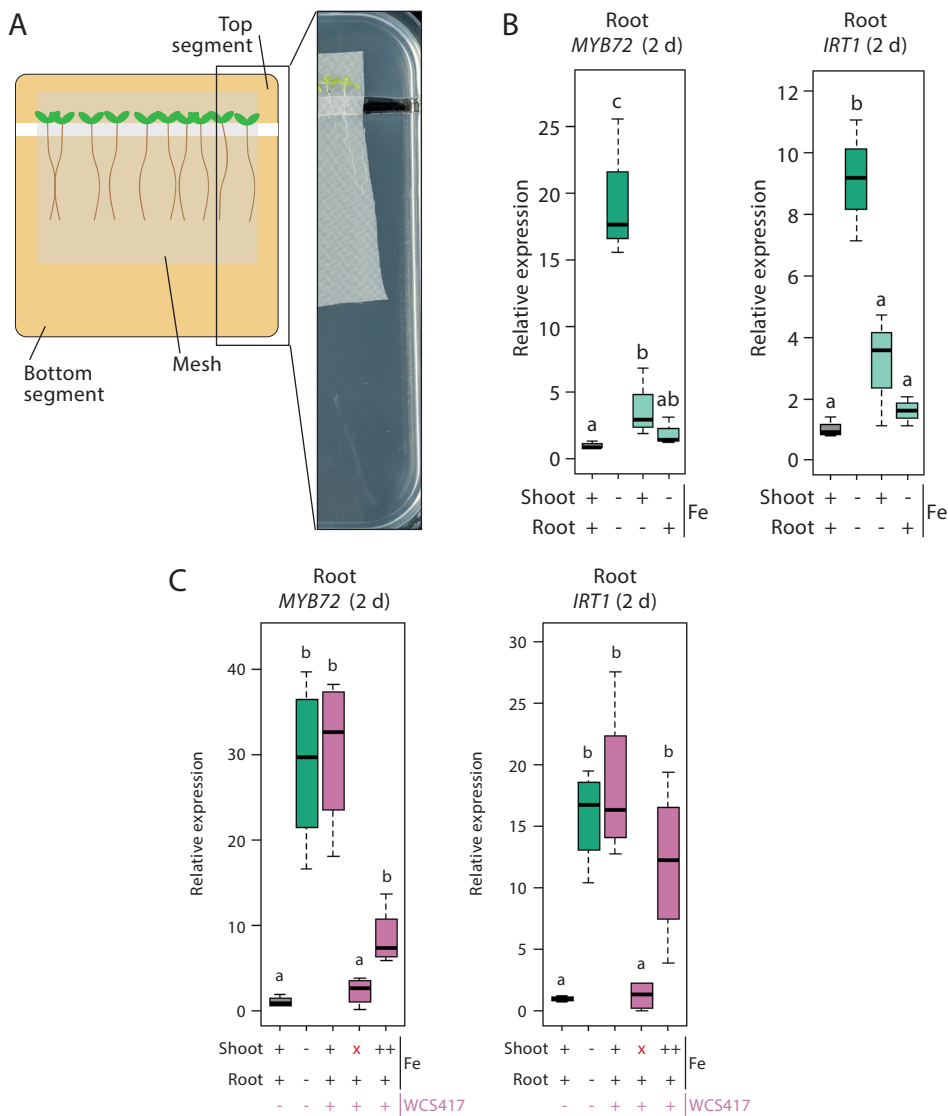 A
Top
segment
Mesh
Bottom
segment
B
Root
MYB72 (2 d)
Relative expression
25
20
15
10
5
0
c
b
ab
a
Shoot + - + -
Root + - - +
Fe
Root
IRT1 (2 d)
Relative expression
12
10
8
6
4
2
0
b
a
a
a
Shoot + - + -
Root + - - +
Fe
C
Root
MYB72 (2 d)
Relative expression
40
30
20
10
0
a
b
b
a
b
Shoot + - + x ++
Root + - + + +
Fe
- - + + + WCS417
Root
IRT1 (2 d)
Relative expression
30
25
20
15
10
5
0
a
b
b
a
b
Shoot + - + x ++
Root + - + + +
Fe
- - + + + WCS417